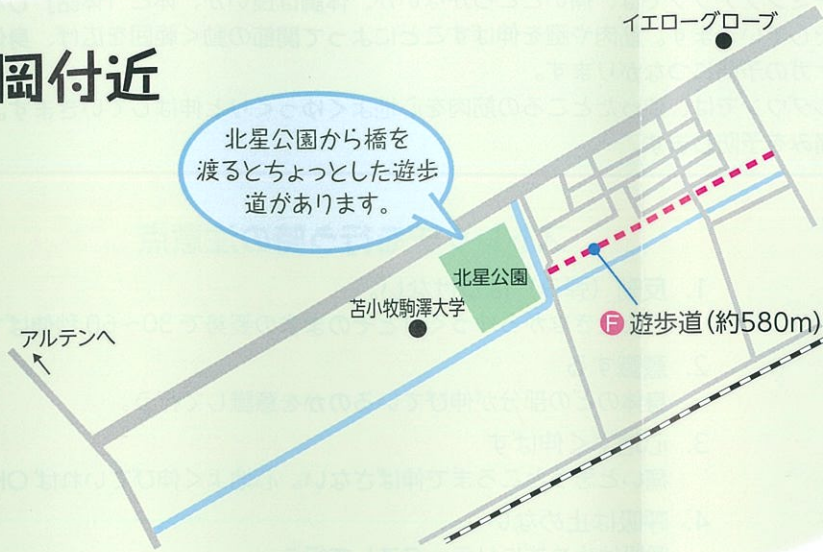 岡付近
イエローグローブ
北星公園から橋を
渡るとちょっとした遊歩
道があります。
北星公園
苫小牧駒澤大学
アルテンへ
F 遊歩道(約580m)